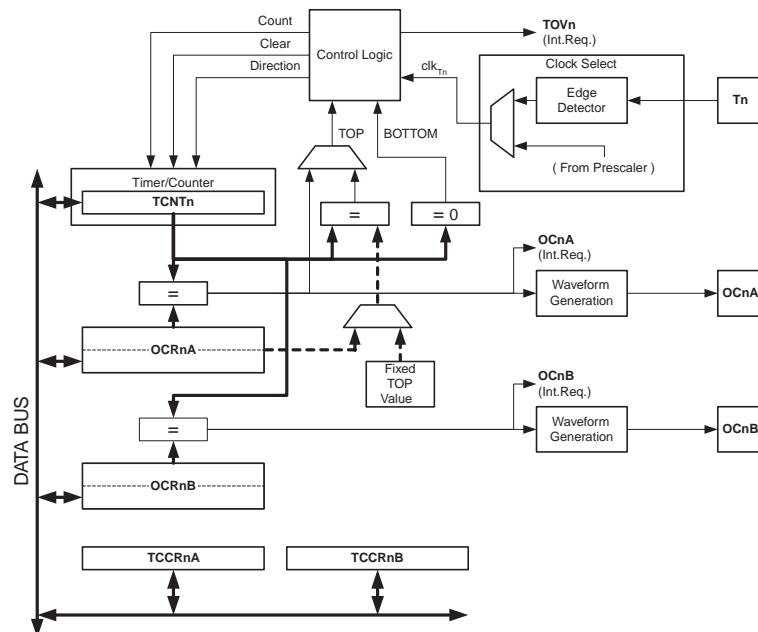 Count
Clear
Direction
Control Logic
TOVn
(Int.Req.)
Clock Select
clkTn
Edge
Detector
Tn
( From Prescaler )
TOP
BOTTOM
Timer/Counter
TCNTn
=
= 0
OCnA
(Int.Req.)
=
Waveform
Generation
OCnA
OCRnA
Fixed
TOP
Value
OCnB
(Int.Req.)
=
Waveform
Generation
OCnB
OCRnB
DATA BUS
TCCRnA
TCCRnB